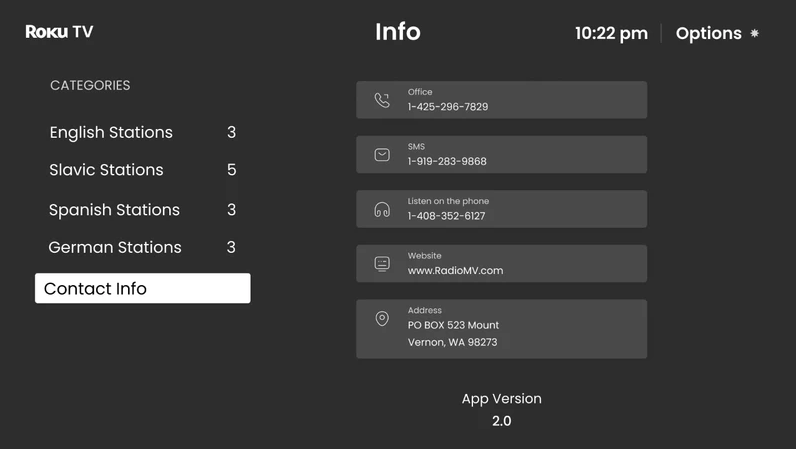 Roku TV
Info
10:22 pm
Options
CATEGORIES
English Stations 3
Slavic Stations 5
Spanish Stations 3
German Stations 3
Contact Info
Office
1-425-296-7829
SMS
1-919-283-9868
Listen on the phone
1-408-352-6127
Website
www.RadioMV.com
Address
PO BOX 523 Mount
Vernon, WA 98273
App Version
2.0